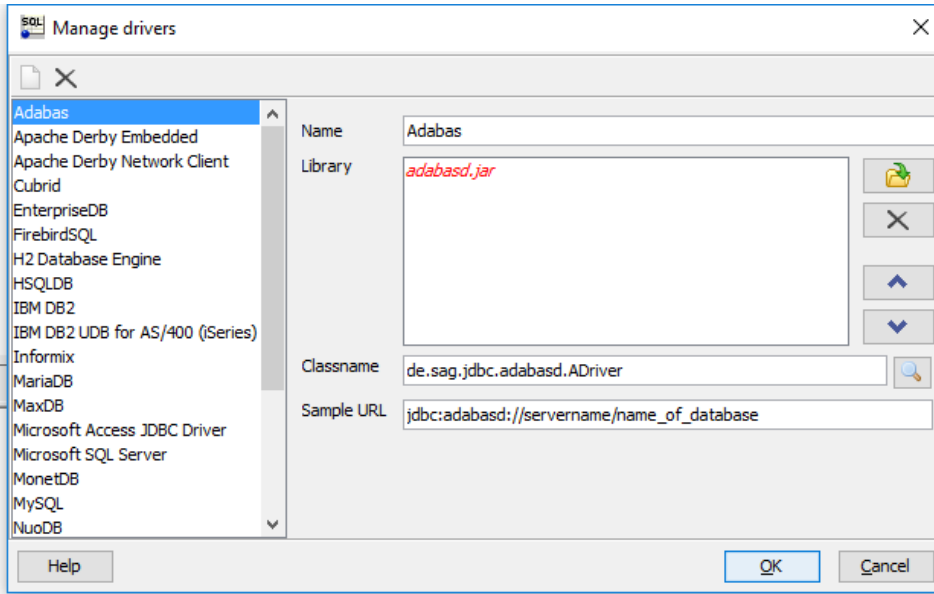 SQL Manage drivers
Adabas
Apache Derby Embedded
Apache Derby Network Client
Cubrid
EnterpriseDB
FirebirdSQL
H2 Database Engine
HSQLDB
IBM DB2
IBM DB2 UDB for AS/400 (iSeries)
Informix
MariaDB
MaxDB
Microsoft Access JDBC Driver
Microsoft SQL Server
MonetDB
MySQL
NuoDB
Name Adabas
Library adabasd.jar
Classname de.sag.jdbc.adabasd.ADriver
Sample URL jdbc:adabasd://servername/name_of_database
Help OK Cancel